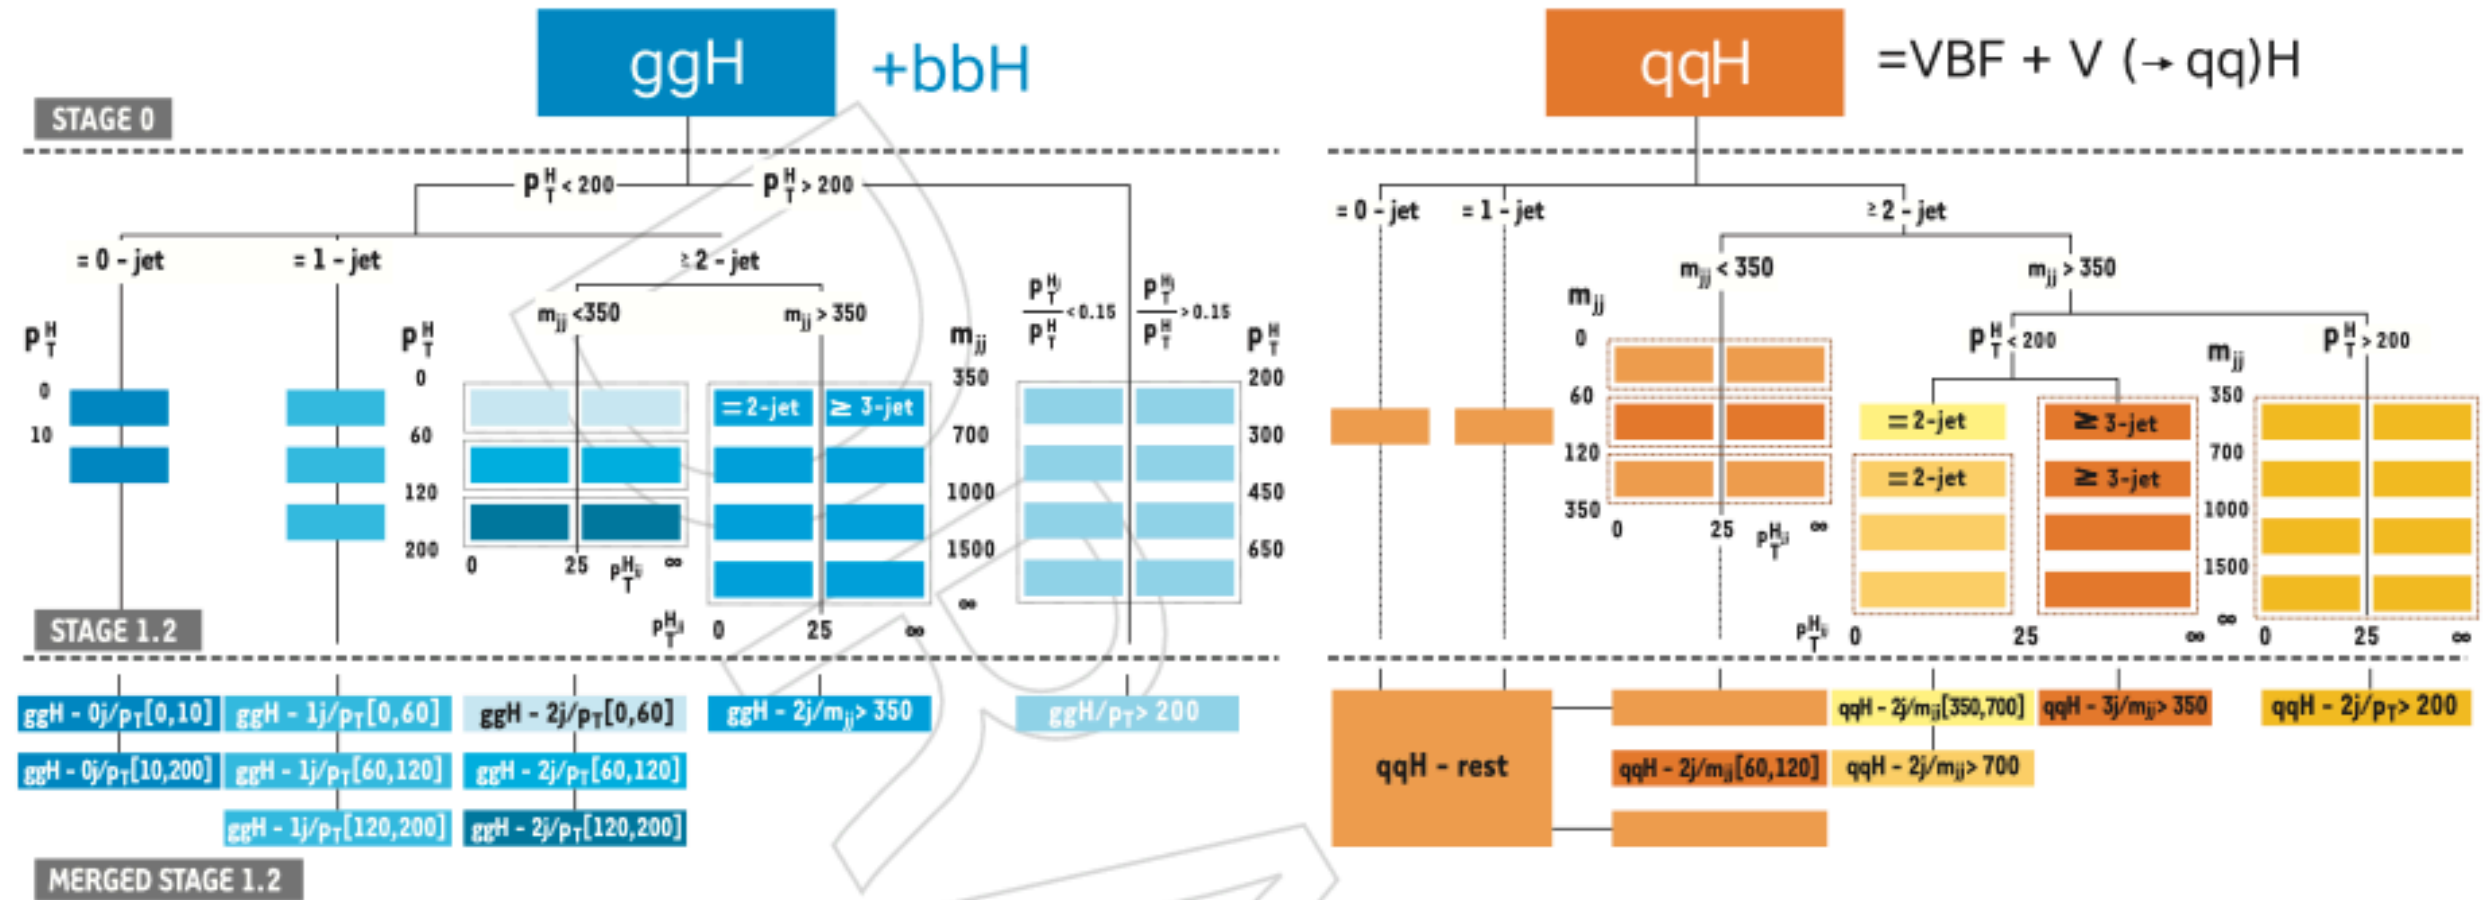 ggH +bbH
qqH =VBF + V (→ qq)H
STAGE 0
p_T^H < 200 p_T^H > 200
= 0 - jet = 1 - jet ≥ 2 - jet
m_jj <350 m_jj > 350
p_T^H
0
10
p_T^H
0
60
120
200
0 25 p_T^Hjj ∞
= 2-jet ≥ 3-jet
m_jj
350
700
1000
1500
∞
p_T^Hjj 0 25 ∞
p_T^Hj / p_T^H < 0.15 p_T^Hj / p_T^H > 0.15
p_T^H
200
300
450
650
= 0 - jet = 1 - jet ≥ 2 - jet
m_jj < 350 m_jj > 350
m_jj
0
60
120
350
0 25 p_T^Hjj ∞
p_T^H < 200 p_T^H > 200
= 2-jet ≥ 3-jet
= 2-jet ≥ 3-jet
m_jj
350
700
1000
1500
∞
p_T^Hjj 0 25 ∞ 0 25 ∞
STAGE 1.2
ggH - 0j/p_T[0,10] ggH - 1j/p_T[0,60] ggH - 2j/p_T[0,60] ggH - 2j/m_jj> 350 ggH/p_T> 200
ggH - 0j/p_T[10,200] ggH - 1j/p_T[60,120] ggH - 2j/p_T[60,120]
ggH - 1j/p_T[120,200] ggH - 2j/p_T[120,200]
qqH - rest
qqH - 2j/m_jj[350,700] qqH - 3j/m_jj> 350 qqH - 2j/p_T> 200
qqH - 2j/m_jj[60,120] qqH - 2j/m_jj> 700
MERGED STAGE 1.2